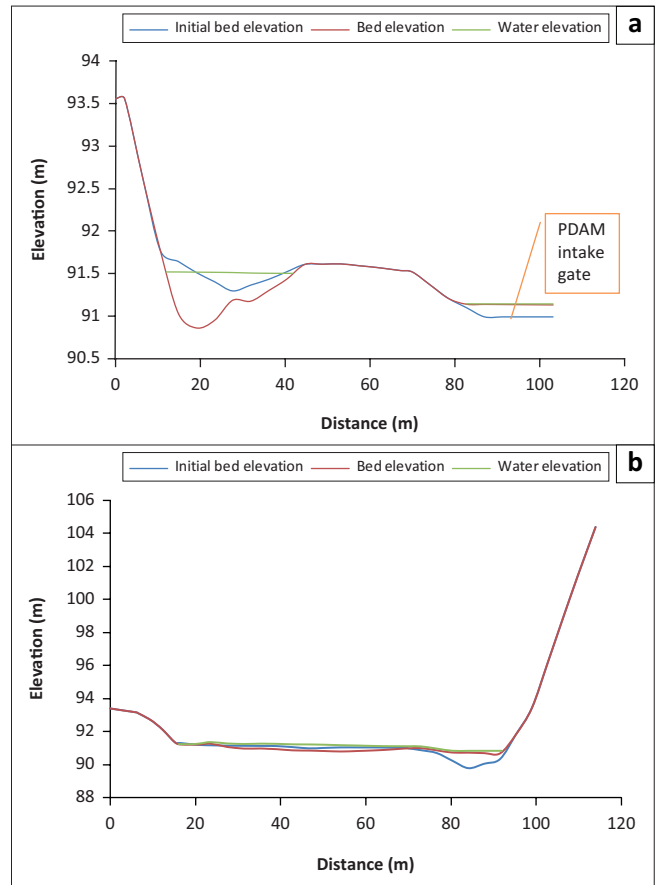 Initial bed elevation Bed elevation Water elevation
a
94
93.5
93
92.5
92
91.5
91
90.5
Elevation (m)
PDAM
intake
gate
0 20 40 60 80 100 120
Distance (m)
Initial bed elevation Bed elevation Water elevation
b
106
104
102
100
98
96
94
92
90
88
Elevation (m)
0 20 40 60 80 100 120
Distance (m)